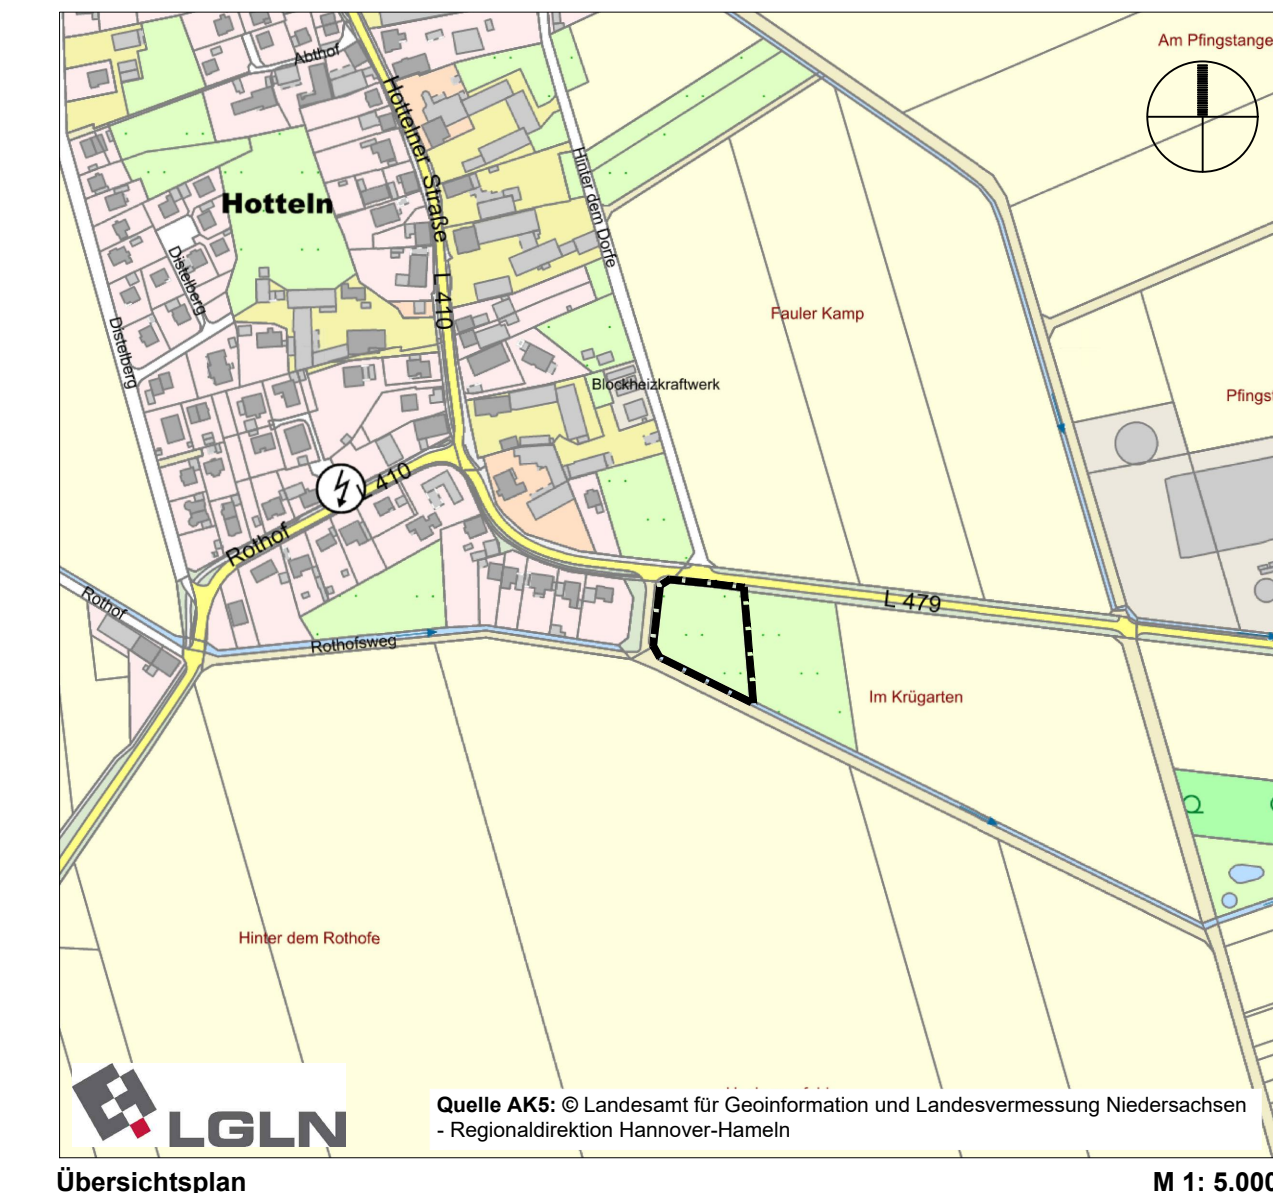 Am Pfingstange
Abthof
Hottelner Straße
L 410
Hinter dem Dorfe
Hotteln
Distelberg
Distelberg
Fauler Kamp
Blockheizkraftwerk
Pfings
410
Rothof
Rothof
Rothofsweg
L 479
Im Krügarten
Hinter dem Rothofe
LGLN
Quelle AK5: © Landesamt für Geoinformation und Landesvermessung Niedersachsen
- Regionaldirektion Hannover-Hameln
Übersichtsplan
M 1: 5.000